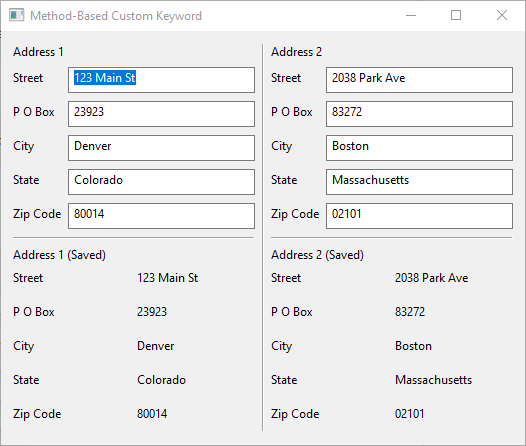 Method-Based Custom Keyword
Address 1
Street 123 Main St
P O Box 23923
City Denver
State Colorado
Zip Code 80014
Address 2
Street 2038 Park Ave
P O Box 83272
City Boston
State Massachusetts
Zip Code 02101
Address 1 (Saved)
Street 123 Main St
P O Box 23923
City Denver
State Colorado
Zip Code 80014
Address 2 (Saved)
Street 2038 Park Ave
P O Box 83272
City Boston
State Massachusetts
Zip Code 02101